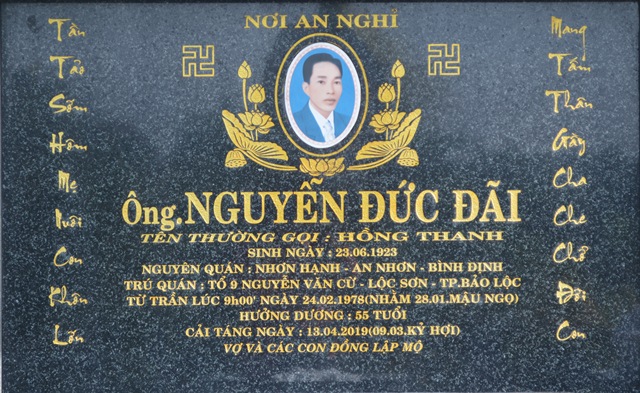 NƠI AN NGHỈ
Tần
Tảo
Sớm
Hôm
Mẹ
Nuôi
Con
Khôn
Lớn
Ông.NGUYỄN ĐỨC ĐÃI
TÊN THƯỜNG GỌI : HỒNG THANH
SINH NGÀY : 23.06.1923
NGUYÊN QUÁN : NHƠN HẠNH - AN NHƠN - BÌNH ĐỊNH
TRÚ QUÁN : TỔ 9 NGUYỄN VĂN CỪ - LỘC SƠN - TP.BẢO LỘC
TỪ TRẦN LÚC 9h00' NGÀY 24.02.1978(NHẰM 28.01.MẬU NGỌ)
HƯỞNG DƯƠNG : 55 TUỔI
CẢI TÁNG NGÀY : 13.04.2019(09.03.KỶ HỢI)
VỢ VÀ CÁC CON ĐỒNG LẬP MỘ
Mang
Tấm
Thân
Gầy
Cha
Che
Chở
Đời
Con